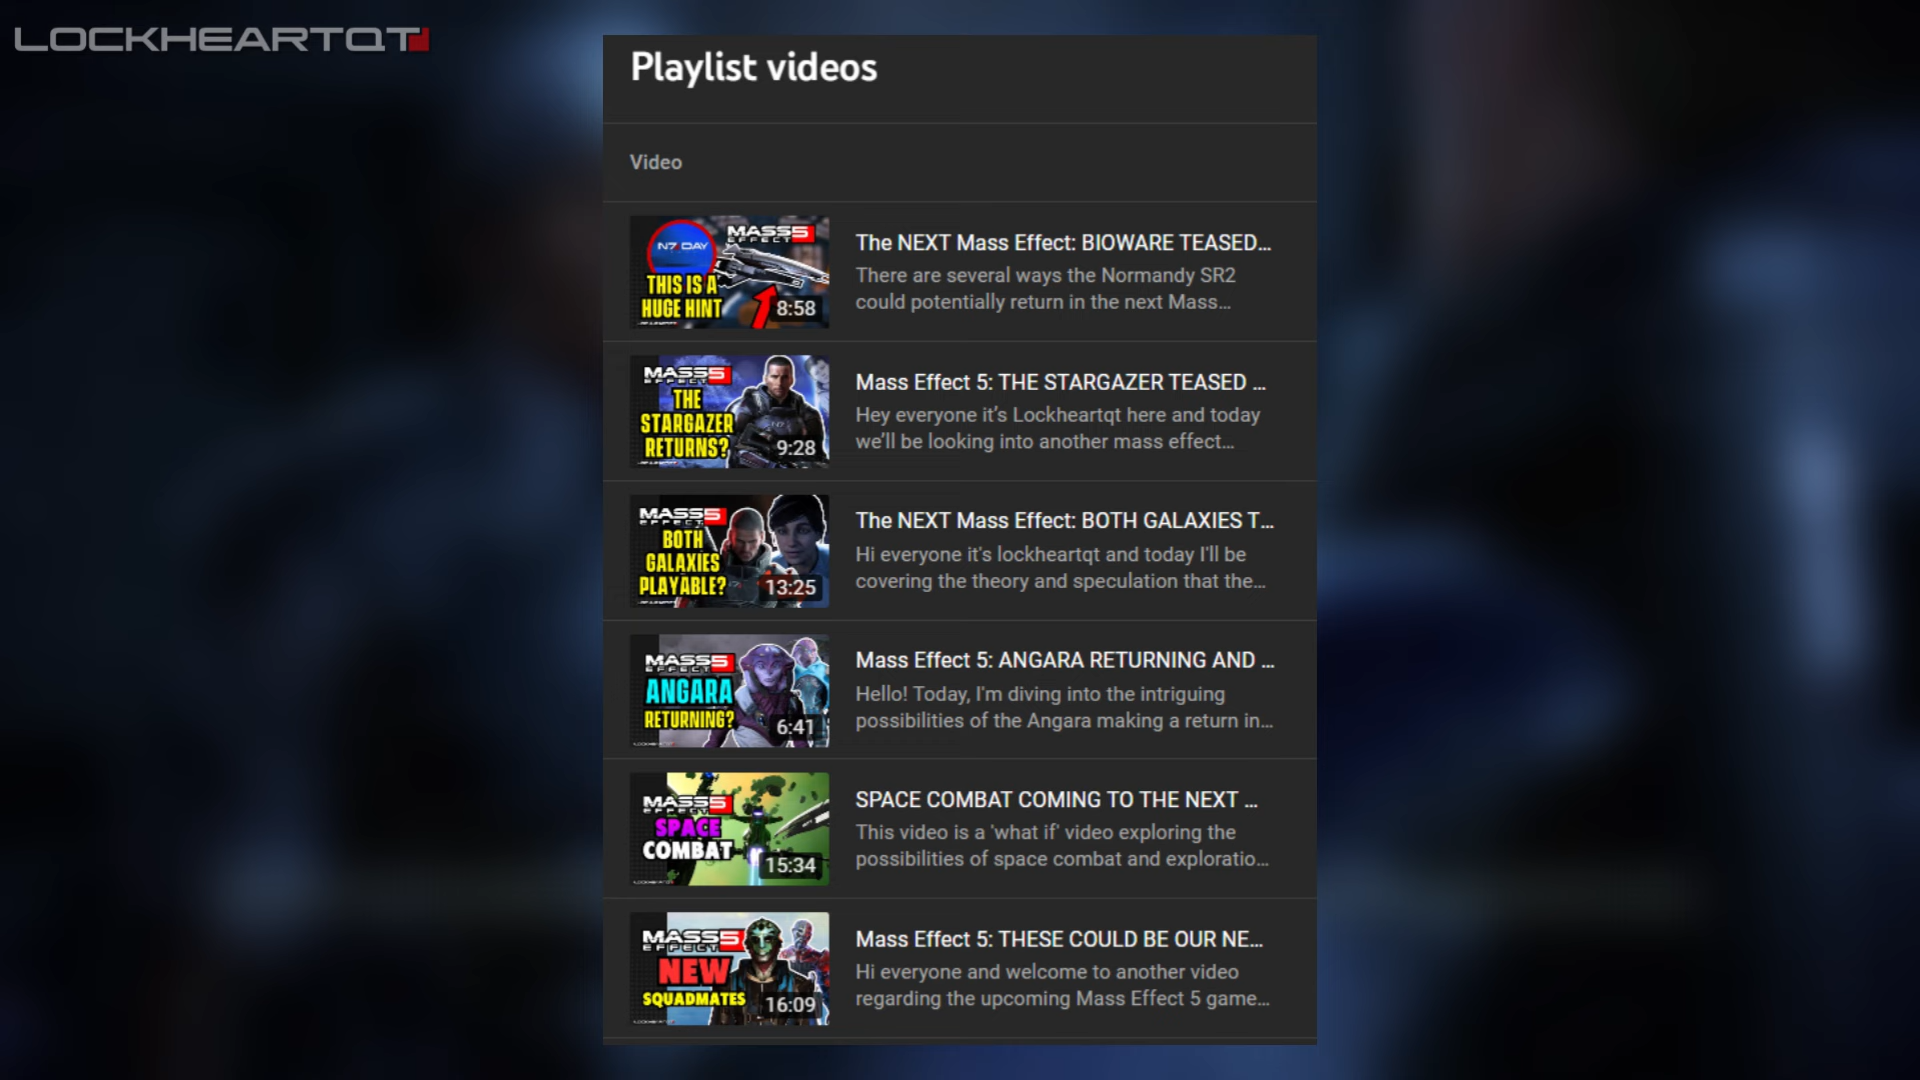 LOCKHEARTQT
Playlist videos
Video
N7 DAY
MASS EFFECT 5
THIS IS A
HUGE HINT
8:58
The NEXT Mass Effect: BIOWARE TEASED...
There are several ways the Normandy SR2
could potentially return in the next Mass...
MASS EFFECT 5
THE
STARGAZER
RETURNS?
9:28
Mass Effect 5: THE STARGAZER TEASED ...
Hey everyone it’s Lockheartqt here and today
we’ll be looking into another mass effect...
MASS EFFECT 5
BOTH
GALAXIES
PLAYABLE?
13:25
The NEXT Mass Effect: BOTH GALAXIES T...
Hi everyone it's lockheartqt and today I'll be
covering the theory and speculation that the...
MASS EFFECT 5
ANGARA
RETURNING?
6:41
Mass Effect 5: ANGARA RETURNING AND ...
Hello! Today, I'm diving into the intriguing
possibilities of the Angara making a return in...
MASS EFFECT 5
SPACE
COMBAT
15:34
SPACE COMBAT COMING TO THE NEXT ...
This video is a 'what if' video exploring the
possibilities of space combat and exploratio...
MASS EFFECT 5
NEW
SQUADMATES
16:09
Mass Effect 5: THESE COULD BE OUR NE...
Hi everyone and welcome to another video
regarding the upcoming Mass Effect 5 game...